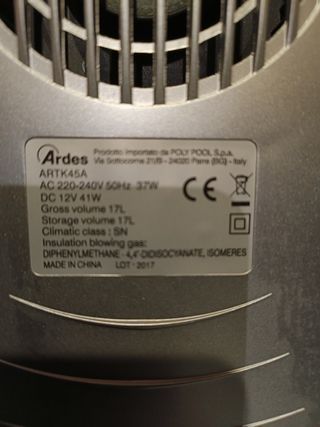 Ardes
Prodotto importato da POLY POOL S.p.a.
Via Sottocorna 21/B - 24020 Parre (BG) - Italy
ARTK45A
AC 220-240V 50Hz 37W
DC 12V 41W
Gross volume 17L
Storage volume 17L
Climatic class : SN
Insulation blowing gas:
DIPHENYLMETHANE - 4,4'-DIDISOCYANATE, ISOMERES
MADE IN CHINA LOT - 2017
CE